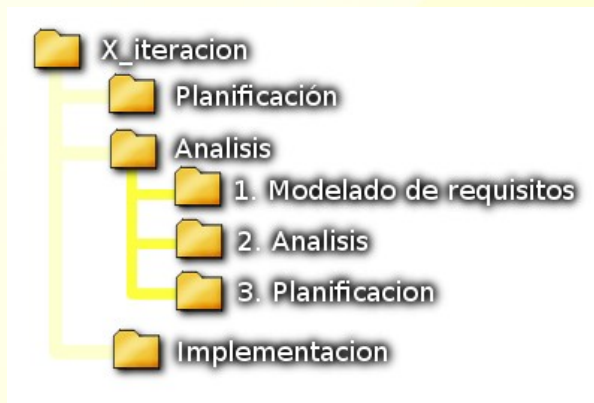 X_iteracion
Planificación
Analisis
1. Modelado de requisitos
2. Analisis
3. Planificacion
Implementacion